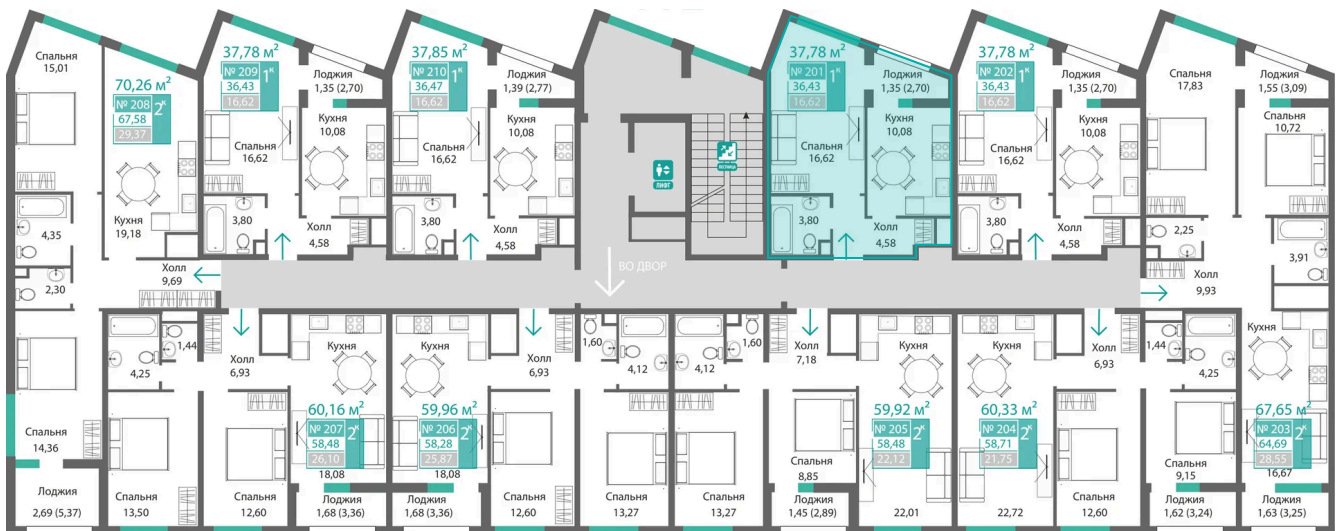 Спальня
15,01
70,26 м²
№ 208
2ᴷ
67,58
29,37
Кухня
19,18
4,35
2,30
Холл
9,69
Спальня
14,36
Лоджия
2,69 (5,37)
37,78 м²
№ 209
1ᴷ
36,43
16,62
Лоджия
1,35 (2,70)
Кухня
10,08
Спальня
16,62
3,80
Холл
4,58
37,85 м²
№ 210
1ᴷ
36,47
16,62
Лоджия
1,39 (2,77)
Кухня
10,08
Спальня
16,62
3,80
Холл
4,58
ЛИФТ
ВО ДВОР
37,78 м²
№ 201
1ᴷ
36,43
16,62
Лоджия
1,35 (2,70)
Кухня
10,08
Спальня
16,62
3,80
Холл
4,58
37,78 м²
№ 202
1ᴷ
36,43
16,62
Лоджия
1,35 (2,70)
Кухня
10,08
Спальня
16,62
3,80
Холл
4,58
Спальня
17,83
Лоджия
1,55 (3,09)
Спальня
10,72
2,25
3,91
Холл
9,93
Кухня
67,65 м²
№ 203
2ᴷ
64,69
28,55
16,67
Лоджия
1,63 (3,25)
4,25
1,44
Холл
6,93
Кухня
60,16 м²
№ 207
2ᴷ
58,48
26,10
18,08
Спальня
13,50
Спальня
12,60
Лоджия
1,68 (3,36)
Кухня
59,96 м²
№ 206
2ᴷ
58,28
25,87
18,08
Лоджия
1,68 (3,36)
Холл
6,93
1,60
4,12
Спальня
12,60
Спальня
13,27
4,12
1,60
Холл
7,18
Кухня
59,92 м²
№ 205
2ᴷ
58,48
22,12
Спальня
13,27
Спальня
8,85
Лоджия
1,45 (2,89)
22,01
Кухня
60,33 м²
№ 204
2ᴷ
58,71
21,75
22,72
Холл
6,93
1,44
4,25
Спальня
12,60
Спальня
9,15
Лоджия
1,62 (3,24)